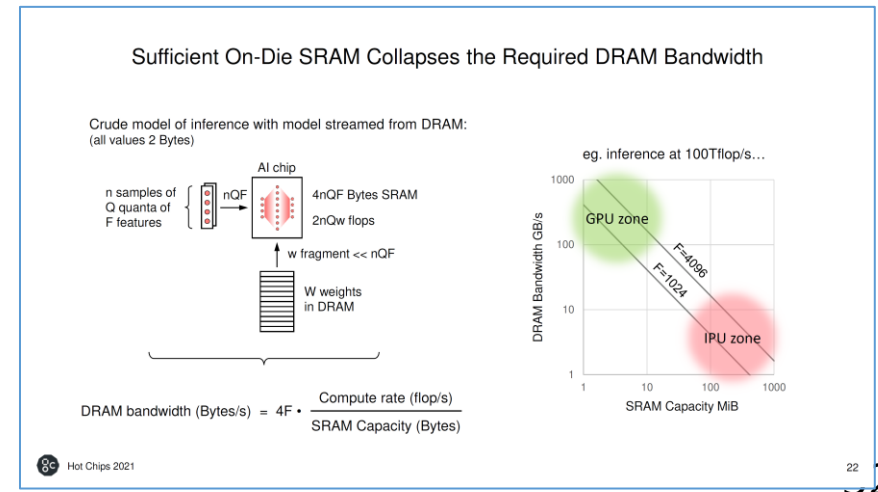 Sufficient On-Die SRAM Collapses the Required DRAM Bandwidth
Crude model of inference with model streamed from DRAM:
(all values 2 Bytes)
AI chip
n samples of
Q quanta of
F features
nQF
4nQF Bytes SRAM
2nQw flops
w fragment << nQF
W weights
in DRAM
DRAM bandwidth (Bytes/s) = 4F • Compute rate (flop/s)
SRAM Capacity (Bytes)
eg. inference at 100Tflop/s…
DRAM Bandwidth GB/s
1000
100
10
1
GPU zone
F=4096
F=1024
IPU zone
1 10 100 1000
SRAM Capacity MiB
Hot Chips 2021
22